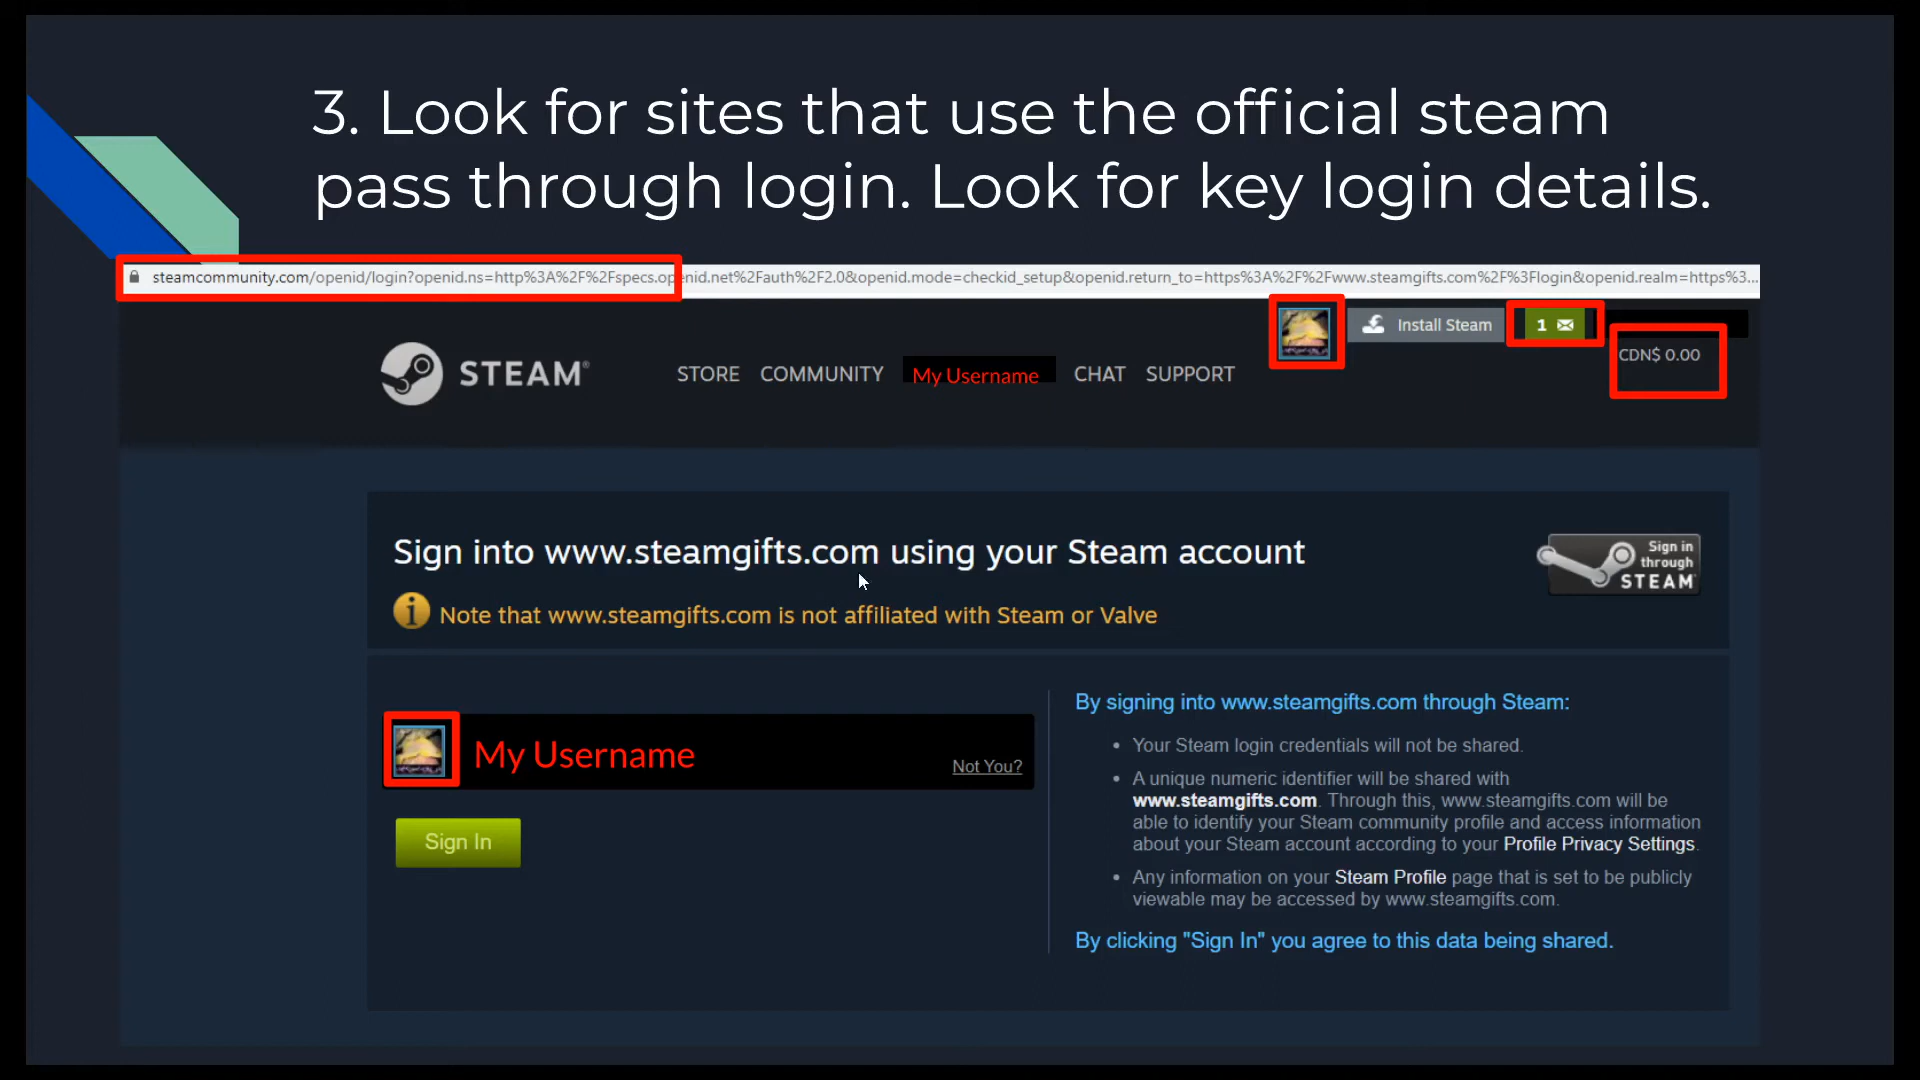 3. Look for sites that use the official steam
pass through login. Look for key login details.
steamcommunity.com/openid/login?openid.ns=http%3A%2F%2Fspecs.openid.net%2Fauth%2F2.0&openid.mode=checkid_setup&openid.return_to=https%3A%2F%2Fwww.steamgifts.com%2F%3Flogin&openid.realm=https%3...
Install Steam
1
CDN$ 0.00
STEAM®
STORE COMMUNITY My Username CHAT SUPPORT
Sign into www.steamgifts.com using your Steam account
Sign in
through
STEAM
Note that www.steamgifts.com is not affiliated with Steam or Valve
My Username
Not You?
Sign In
By signing into www.steamgifts.com through Steam:
• Your Steam login credentials will not be shared.
• A unique numeric identifier will be shared with
www.steamgifts.com. Through this, www.steamgifts.com will be
able to identify your Steam community profile and access information
about your Steam account according to your Profile Privacy Settings.
• Any information on your Steam Profile page that is set to be publicly
viewable may be accessed by www.steamgifts.com.
By clicking "Sign In" you agree to this data being shared.